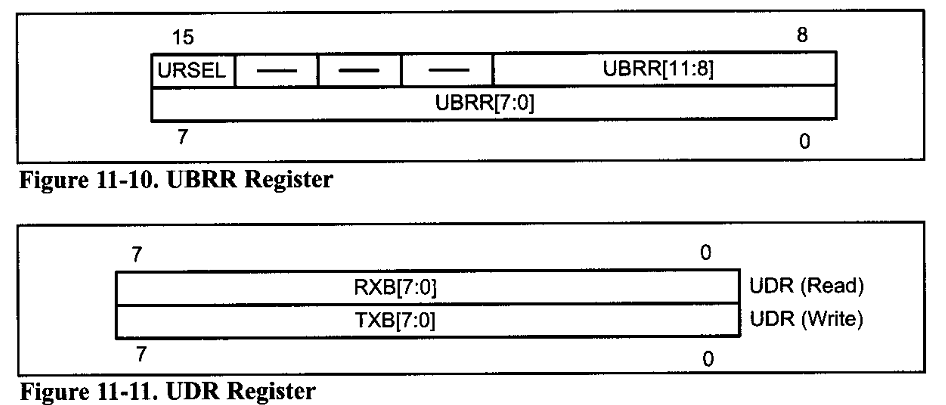 15 8
URSEL — — — UBRR[11:8]
UBRR[7:0]
7 0
Figure 11-10. UBRR Register
7 0
RXB[7:0] UDR (Read)
TXB[7:0] UDR (Write)
7 0
Figure 11-11. UDR Register